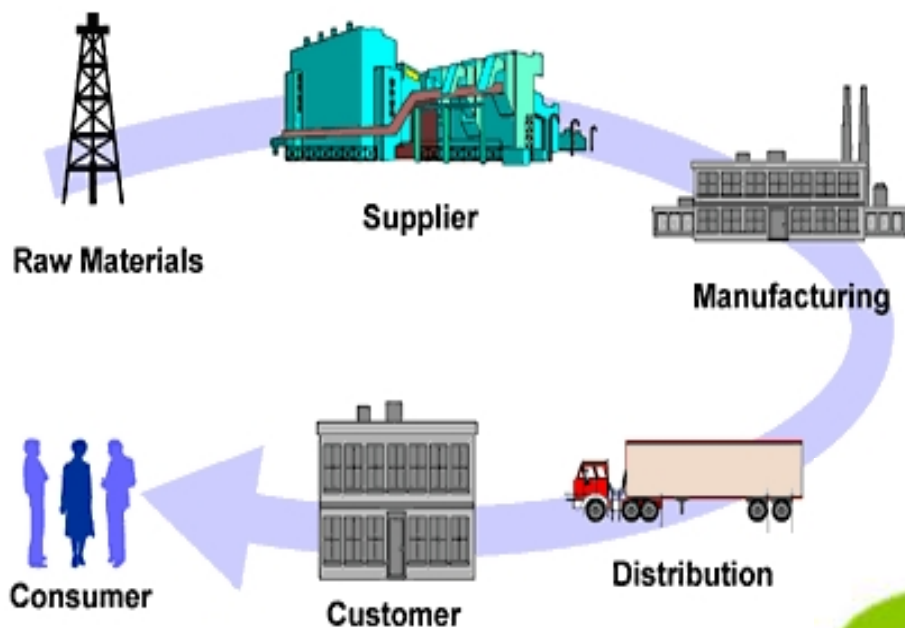 Raw Materials
Supplier
Manufacturing
Distribution
Customer
Consumer